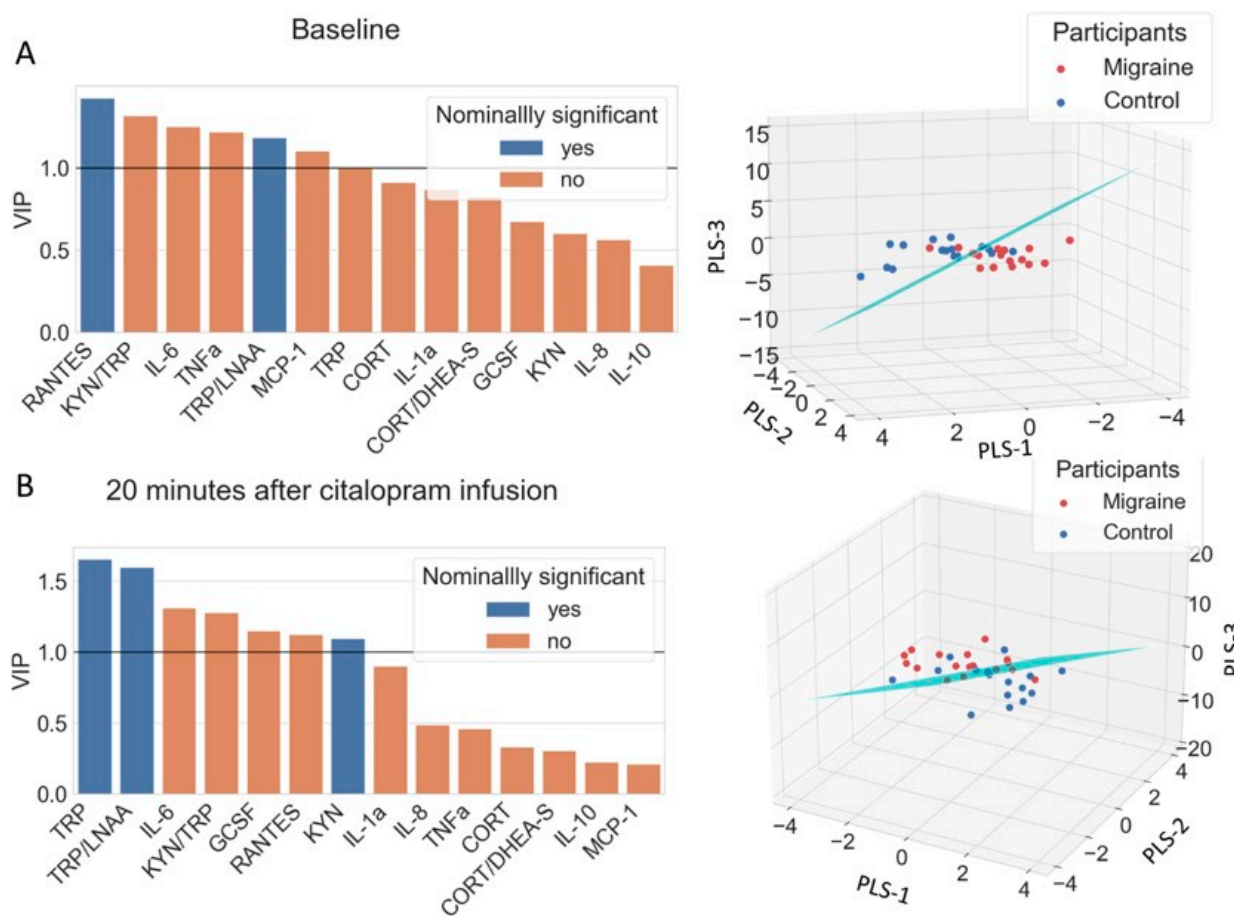 A
Baseline
VIP
1.0
0.5
0.0
Nominallly significant
yes
no
RANTES
KYN/TRP
IL-6
TNFa
TRP/LNAA
MCP-1
TRP
CORT
IL-1a
CORT/DHEA-S
GCSF
KYN
IL-8
IL-10
Participants
Migraine
Control
15
10
5
0
−5
−10
−15
PLS-3
−4
−2
0
2
4
PLS-2
4
2
0
−2
−4
PLS-1
B
20 minutes after citalopram infusion
VIP
1.5
1.0
0.5
0.0
Nominallly significant
yes
no
TRP
TRP/LNAA
IL-6
KYN/TRP
GCSF
RANTES
KYN
IL-1a
IL-8
TNFa
CORT
CORT/DHEA-S
IL-10
MCP-1
Participants
Migraine
Control
20
10
0
−10
−20
PLS-3
4
2
0
−2
−4
PLS-2
−4
−2
0
2
4
PLS-1